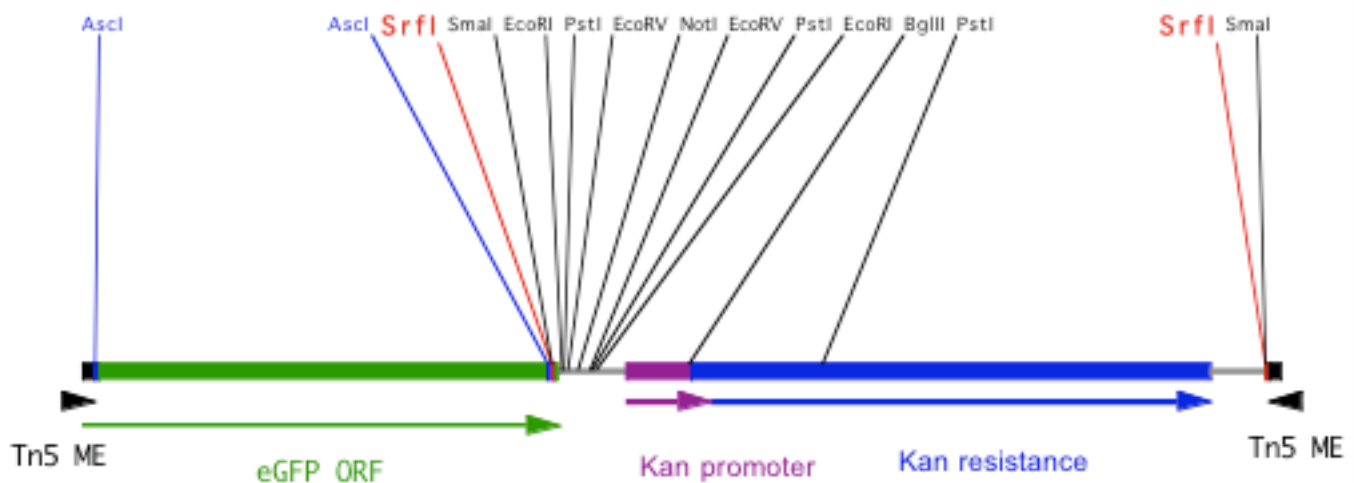 AscI AscI SrfI SmaI EcoRI PstI EcoRV NotI EcoRV PstI EcoRI BglII PstI SrfI SmaI
Tn5 ME eGFP ORF Kan promoter Kan resistance Tn5 ME